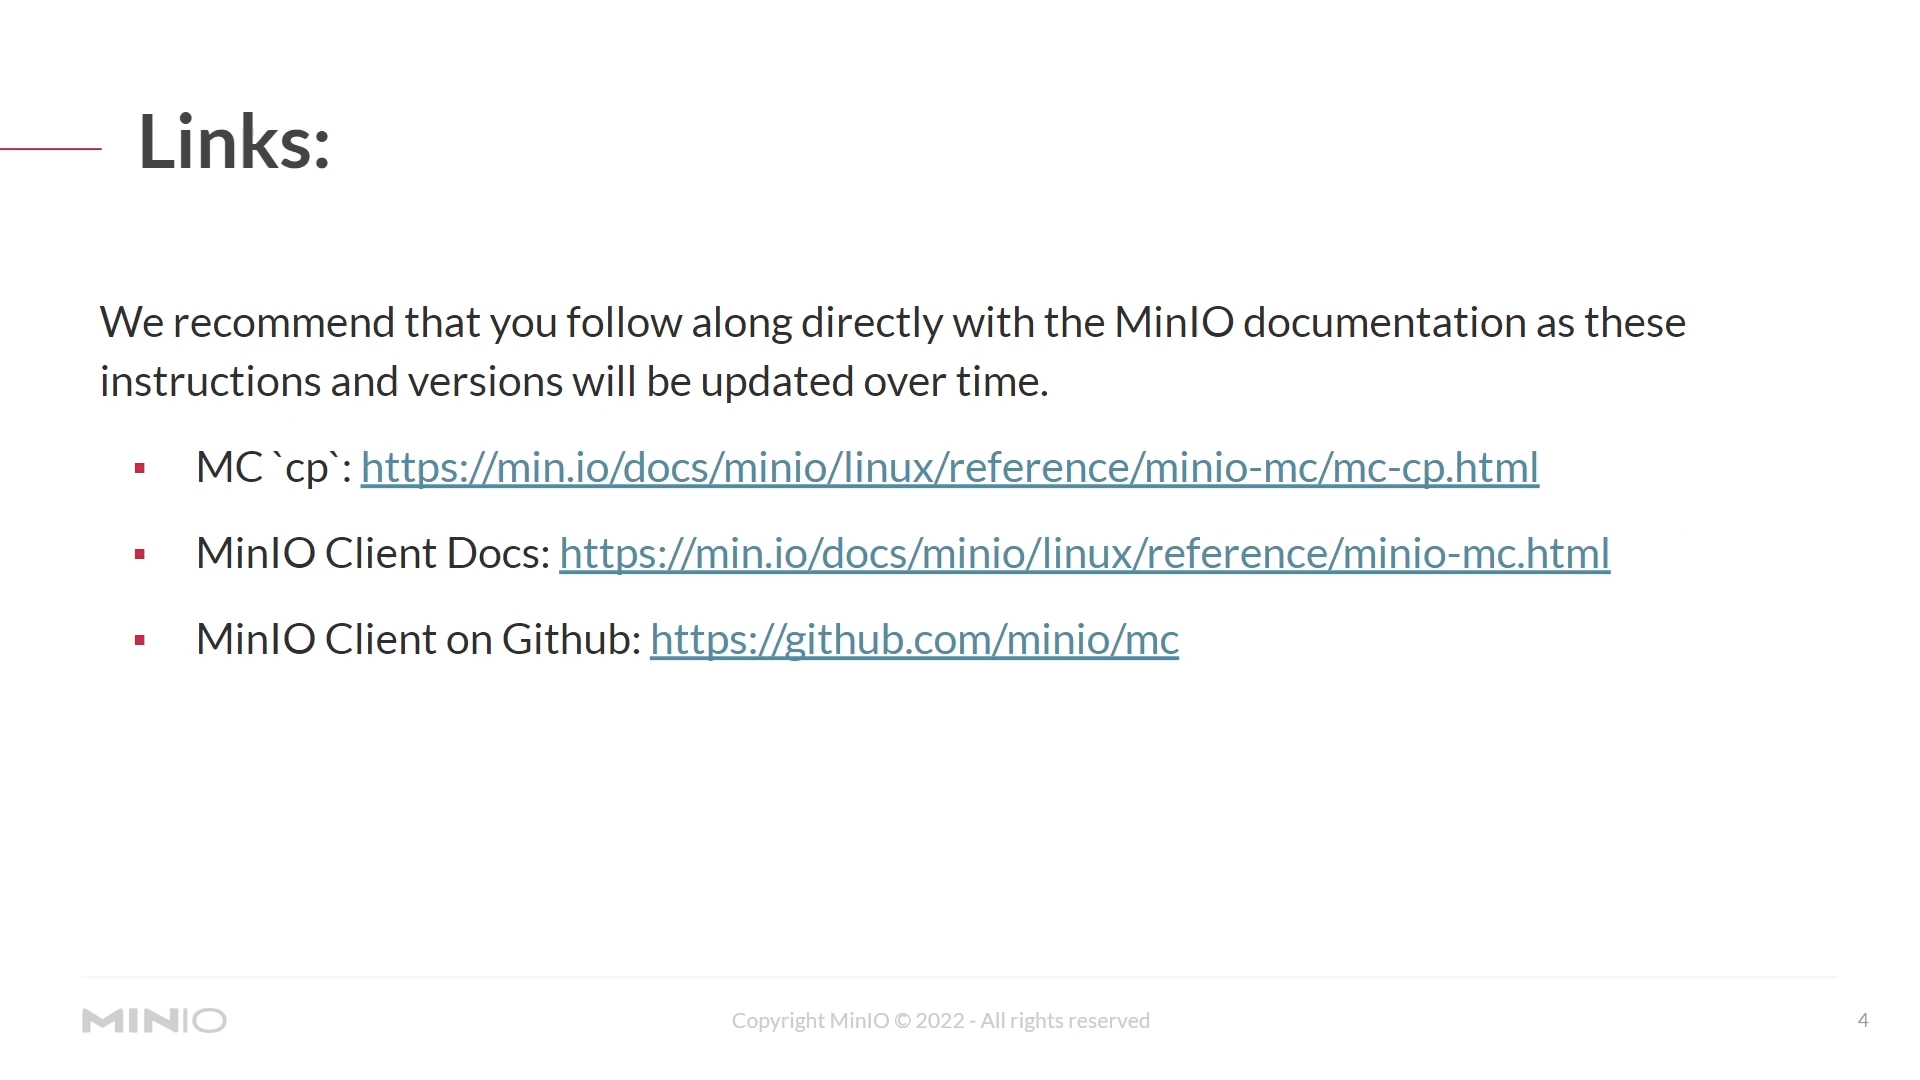 Links:
We recommend that you follow along directly with the MinIO documentation as these
instructions and versions will be updated over time.
▪ MC `cp`: https://min.io/docs/minio/linux/reference/minio-mc/mc-cp.html
▪ MinIO Client Docs: https://min.io/docs/minio/linux/reference/minio-mc.html
▪ MinIO Client on Github: https://github.com/minio/mc
MINIO
Copyright MinIO © 2022 - All rights reserved
4